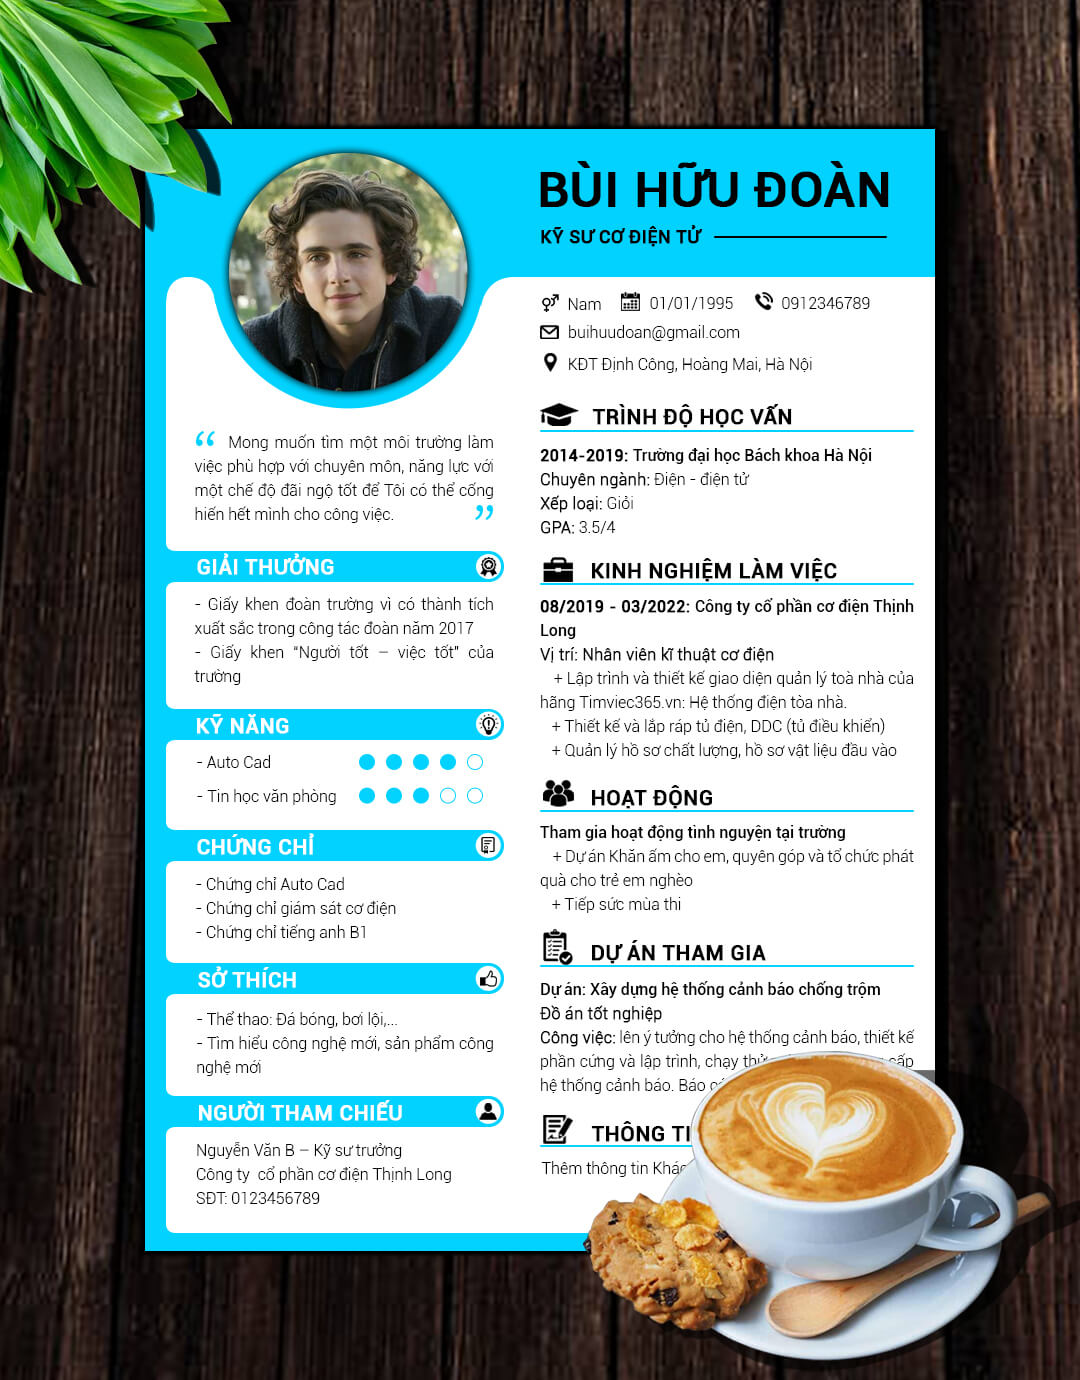 BÙI HỮU ĐOÀN
KỸ SƯ CƠ ĐIỆN TỬ
Nam 01/01/1995 0912346789
buihuudoan@gmail.com
KĐT Định Công, Hoàng Mai, Hà Nội
“ Mong muốn tìm một môi trường làm
việc phù hợp với chuyên môn, năng lực với
một chế độ đãi ngộ tốt để Tôi có thể cống
hiến hết mình cho công việc. ”
GIẢI THƯỞNG
- Giấy khen đoàn trường vì có thành tích
xuất sắc trong công tác đoàn năm 2017
- Giấy khen “Người tốt – việc tốt” của
trường
KỸ NĂNG
- Auto Cad
- Tin học văn phòng
CHỨNG CHỈ
- Chứng chỉ Auto Cad
- Chứng chỉ giám sát cơ điện
- Chứng chỉ tiếng anh B1
SỞ THÍCH
- Thể thao: Đá bóng, bơi lội,...
- Tìm hiểu công nghệ mới, sản phẩm công
nghệ mới
NGƯỜI THAM CHIẾU
Nguyễn Văn B – Kỹ sư trưởng
Công ty cổ phần cơ điện Thịnh Long
SĐT: 0123456789
TRÌNH ĐỘ HỌC VẤN
2014-2019: Trường đại học Bách khoa Hà Nội
Chuyên ngành: Điện - điện tử
Xếp loại: Giỏi
GPA: 3.5/4
KINH NGHIỆM LÀM VIỆC
08/2019 - 03/2022: Công ty cổ phần cơ điện Thịnh
Long
Vị trí: Nhân viên kĩ thuật cơ điện
+ Lập trình và thiết kế giao diện quản lý toà nhà của
hãng Timviec365.vn: Hệ thống điện tòa nhà.
+ Thiết kế và lắp ráp tủ điện, DDC (tủ điều khiển)
+ Quản lý hồ sơ chất lượng, hồ sơ vật liệu đầu vào
HOẠT ĐỘNG
Tham gia hoạt động tình nguyện tại trường
+ Dự án Khăn ấm cho em, quyên góp và tổ chức phát
quà cho trẻ em nghèo
+ Tiếp sức mùa thi
DỰ ÁN THAM GIA
Dự án: Xây dựng hệ thống cảnh báo chống trộm
Đồ án tốt nghiệp
Công việc: lên ý tưởng cho hệ thống cảnh báo, thiết kế
phần cứng và lập trình, chạy thử cấp
hệ thống cảnh báo. Báo
THÔNG
Thêm thông tin Khác